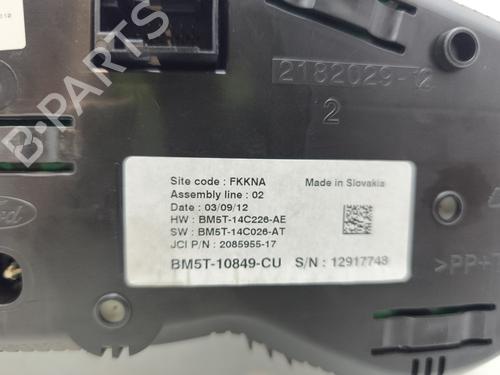 2182029-12
2
Site code : FKKNA
Made in Slovakia
Assembly line : 02
Date : 03/09/12
HW : BM5T-14C226-AE
SW : BM5T-14C026-AT
JCI P/N : 2085955-17
BM5T-10849-CU S/N : 12917748
Ford
>PP+T
B-PARTS